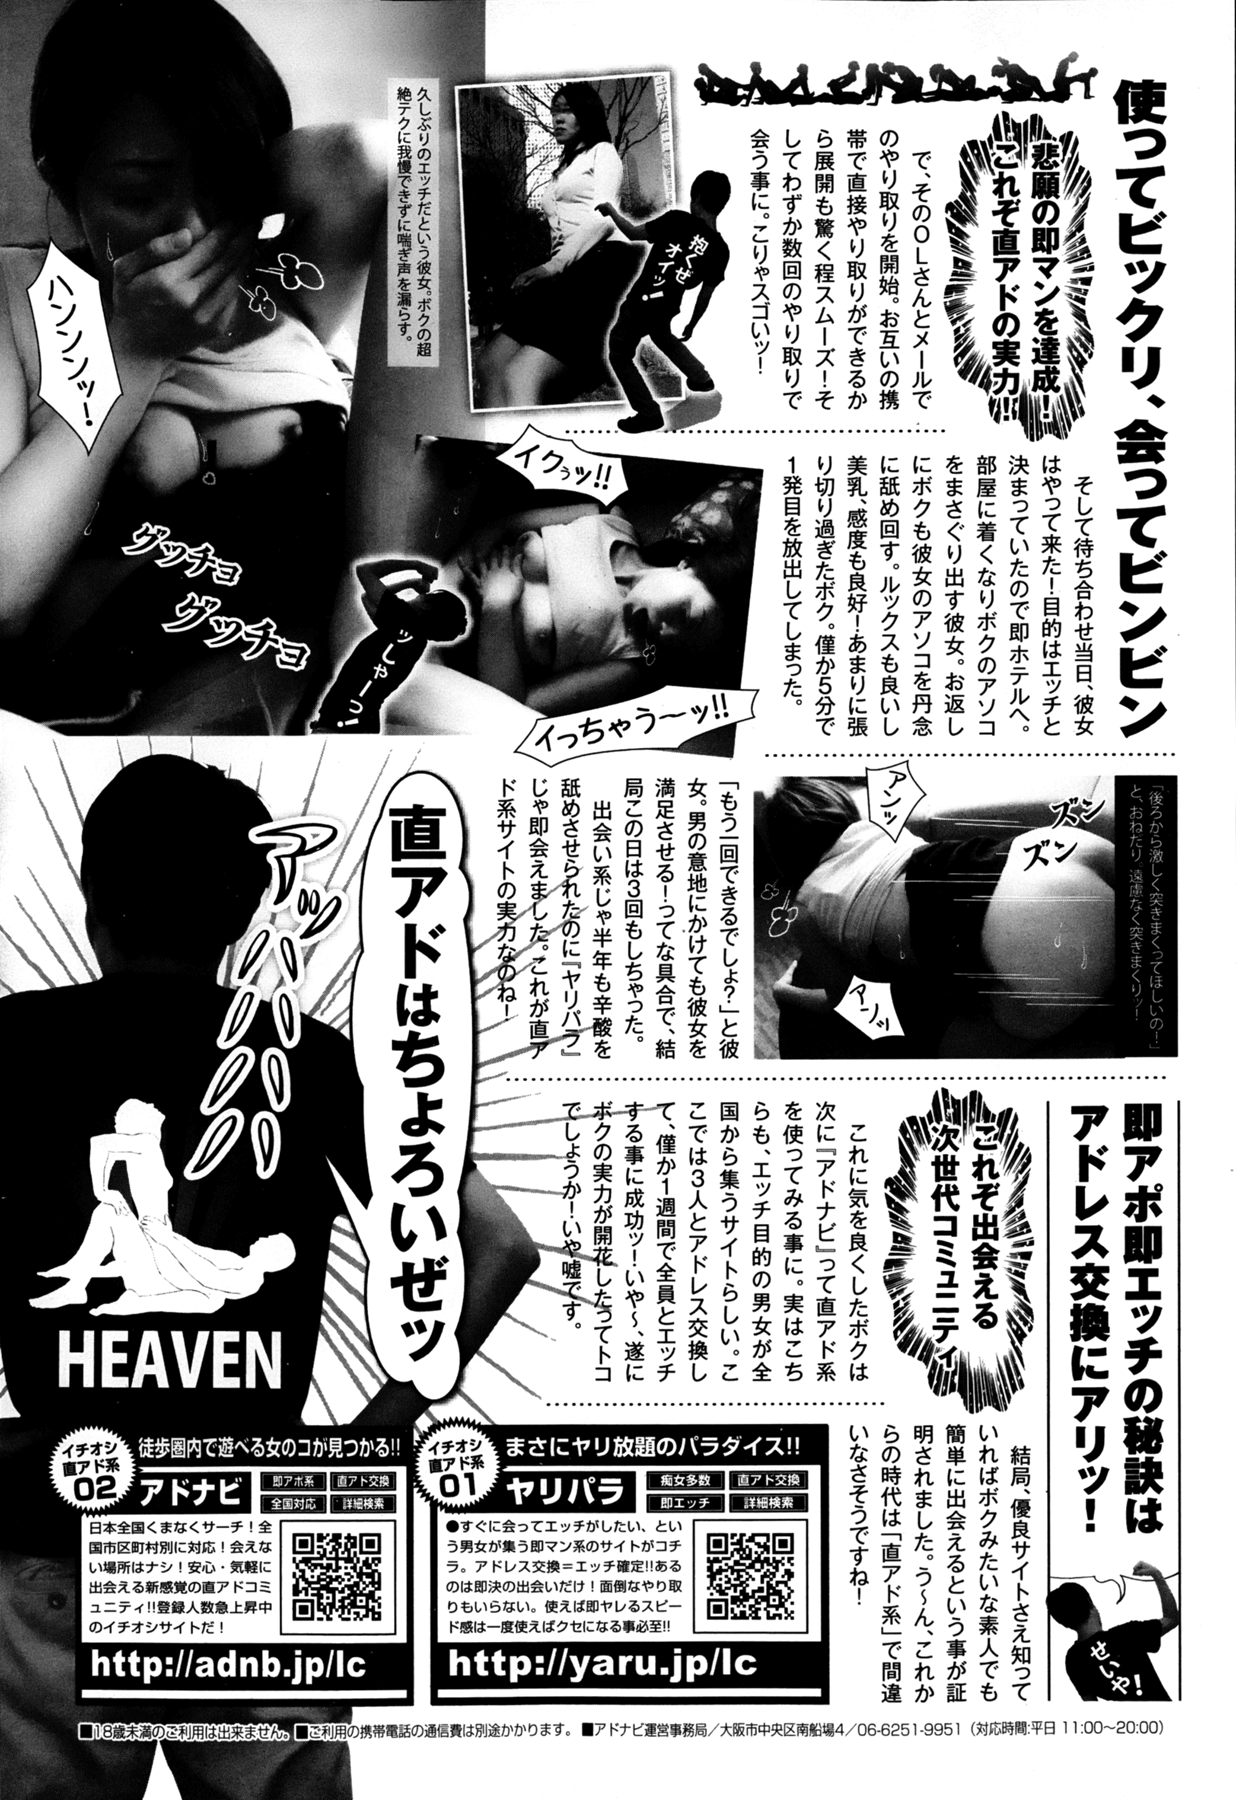 使ってビックリ、会ってビンビン
悲願の即マンを達成!
これぞ直アドの実力!!
で、そのOLさんとメールで
のやり取りを開始。お互いの携
帯で直接やり取りができるか
ら展開も驚く程スムーズ!そ
してわずか数回のやり取りで
会う事に。こりゃスゴいッ!
抱くぜ
オイッ!
久しぶりのエッチだという彼女。ボクの超
絶テクに我慢できずに喘ぎ声を漏らす。
ハンンンッ!
グッチョ
グッチョ
そして待ち合わせ当日、彼女
はやって来た!目的はエッチと
決まっていたので即ホテルへ。
部屋に着くなりボクのアソコ
をまさぐり出す彼女。お返し
にボクも彼女のアソコを丹念
に舐め回す。ルックスも良いし
美乳、感度も良好!あまりに張
り切り過ぎたボク。僅か5分で
1発目を放出してしまった。
イクぅッ!!
イっちゃう〜ッ!!
ッしゃーっ!
「後ろから激しく突きまくってほしいの!」
と、おねだり。遠慮なく突きまくりッ!
ズン
ズン
アンッ
アンッ
「もう一回できるでしょ?」と彼
女。男の意地にかけても彼女を
満足させる!ってな具合で、結
局この日は3回もしちゃった。
出会い系じゃ半年も辛酸を
舐めさせられたのに『ヤリパラ』
じゃ即会えました。これが直ア
ド系サイトの実力なのね!
直アドはちょろいぜッ
アッハハハハハハ
HEAVEN
即アポ即エッチの秘訣は
アドレス交換にアリッ!
これぞ出会える
次世代コミュニティ
これに気を良くしたボクは
次に『アドナビ』って直アド系
を使ってみる事に。実はこち
らも、エッチ目的の男女が全
国から集うサイトらしい。こ
こでは3人とアドレス交換し
て、僅か1週間で全員とエッチ
する事に成功ッ!いや〜、遂に
ボクの実力が開花したってトコ
でしょうか!いや嘘です。
結局、優良サイトさえ知って
いればボクみたいな素人でも
簡単に出会えるという事が証
明されました。う〜ん、これか
らの時代は「直アド系」で間違
いなさそうですね!
せいや!
イチオシ
直アド系
01
まさにヤリ放題のパラダイス!!
ヤリパラ
痴女多数
直アド交換
即エッチ
詳細検索
●すぐに会ってエッチがしたい、とい
う男女が集う即マン系のサイトがコチ
ラ。アドレス交換=エッチ確定!!ある
のは即決の出会いだけ!面倒なやり取
りもいらない。使えば即ヤレるスピー
ド感は一度使えばクセになる事必至!!
http://yaru.jp/lc
イチオシ
直アド系
02
徒歩圏内で遊べる女のコが見つかる!!
アドナビ
即アポ系
直アド交換
全国対応
詳細検索
日本全国くまなくサーチ!全
国市区町村別に対応!会えな
い場所はナシ!安心・気軽に
出会える新感覚の直アドコミ
ュニティ!!登録人数急上昇中
のイチオシサイトだ!
http://adnb.jp/lc
■18歳未満のご利用は出来ません。■ご利用の携帯電話の通信費は別途かかります。■アドナビ運営事務局/大阪市中央区南船場4/06-6251-9951(対応時間:平日 11:00〜20:00)